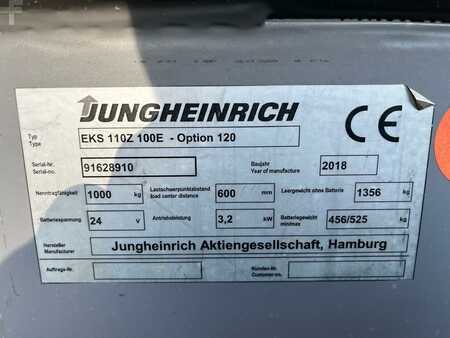 JUNGHEINRICH
CE
Typ
Type
EKS 110Z 100E - Option 120
Serial-Nr.
Serial-no.
91628910
Baujahr
Year of manufacture
2018
Nenntragfähigkeit
1000
kg
Lastschwerpunktabstand
load center distance
600
mm
Leergewicht ohne Batterie
1356
kg
Batteriespannung
24
V
Antriebsleistung
3,2
kW
Batteriegewicht
min/max
456/525
kg
Hersteller
Manufacturer
Jungheinrich Aktiengesellschaft, Hamburg
Auftrags-Nr.
Kunden-Nr.
Customer-no.